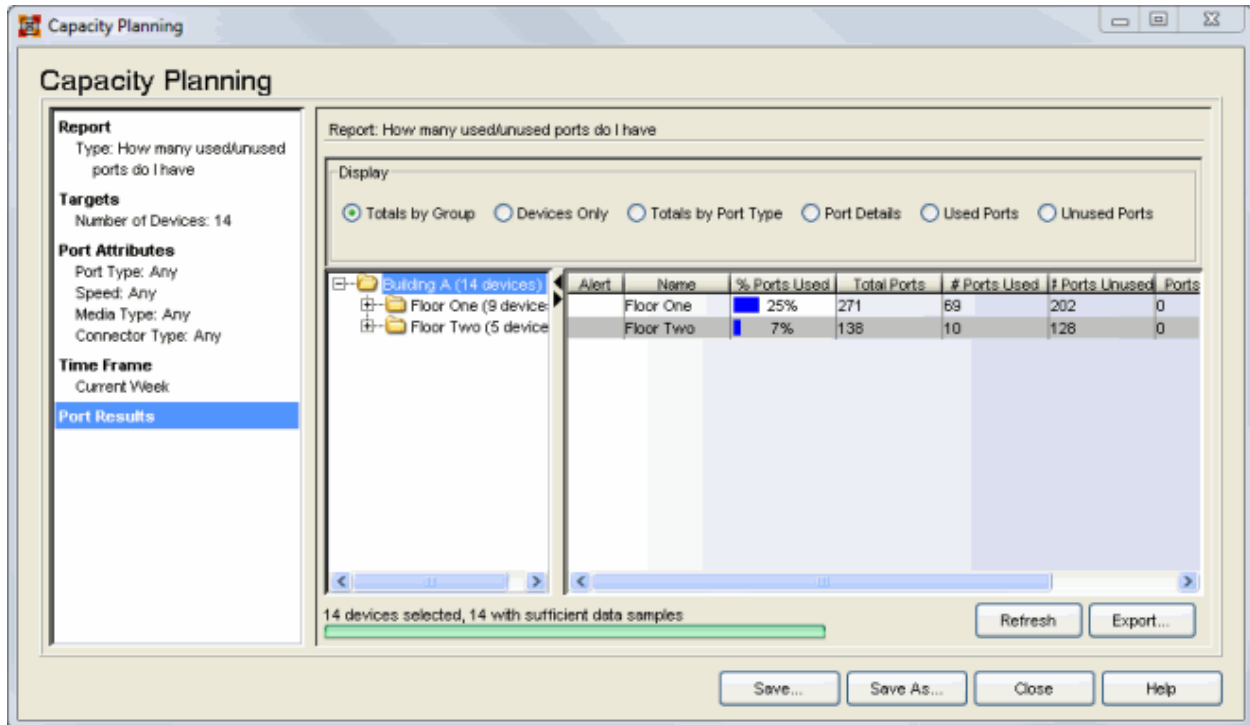 Capacity Planning
Capacity Planning
Report
Type: How many used/unused
ports do I have
Targets
Number of Devices: 14
Port Attributes
Port Type: Any
Speed: Any
Media Type: Any
Connector Type: Any
Time Frame
Current Week
Port Results
Report: How many used/unused ports do I have
Display
Totals by Group Devices Only Totals by Port Type Port Details Used Ports Unused Ports
Building A (14 devices)
Floor One (9 device
Floor Two (5 device
Alert Name % Ports Used Total Ports # Ports Used # Ports Unused Ports
Floor One 25% 271 69 202 0
Floor Two 7% 138 10 128 0
14 devices selected, 14 with sufficient data samples
Refresh Export...
Save... Save As... Close Help